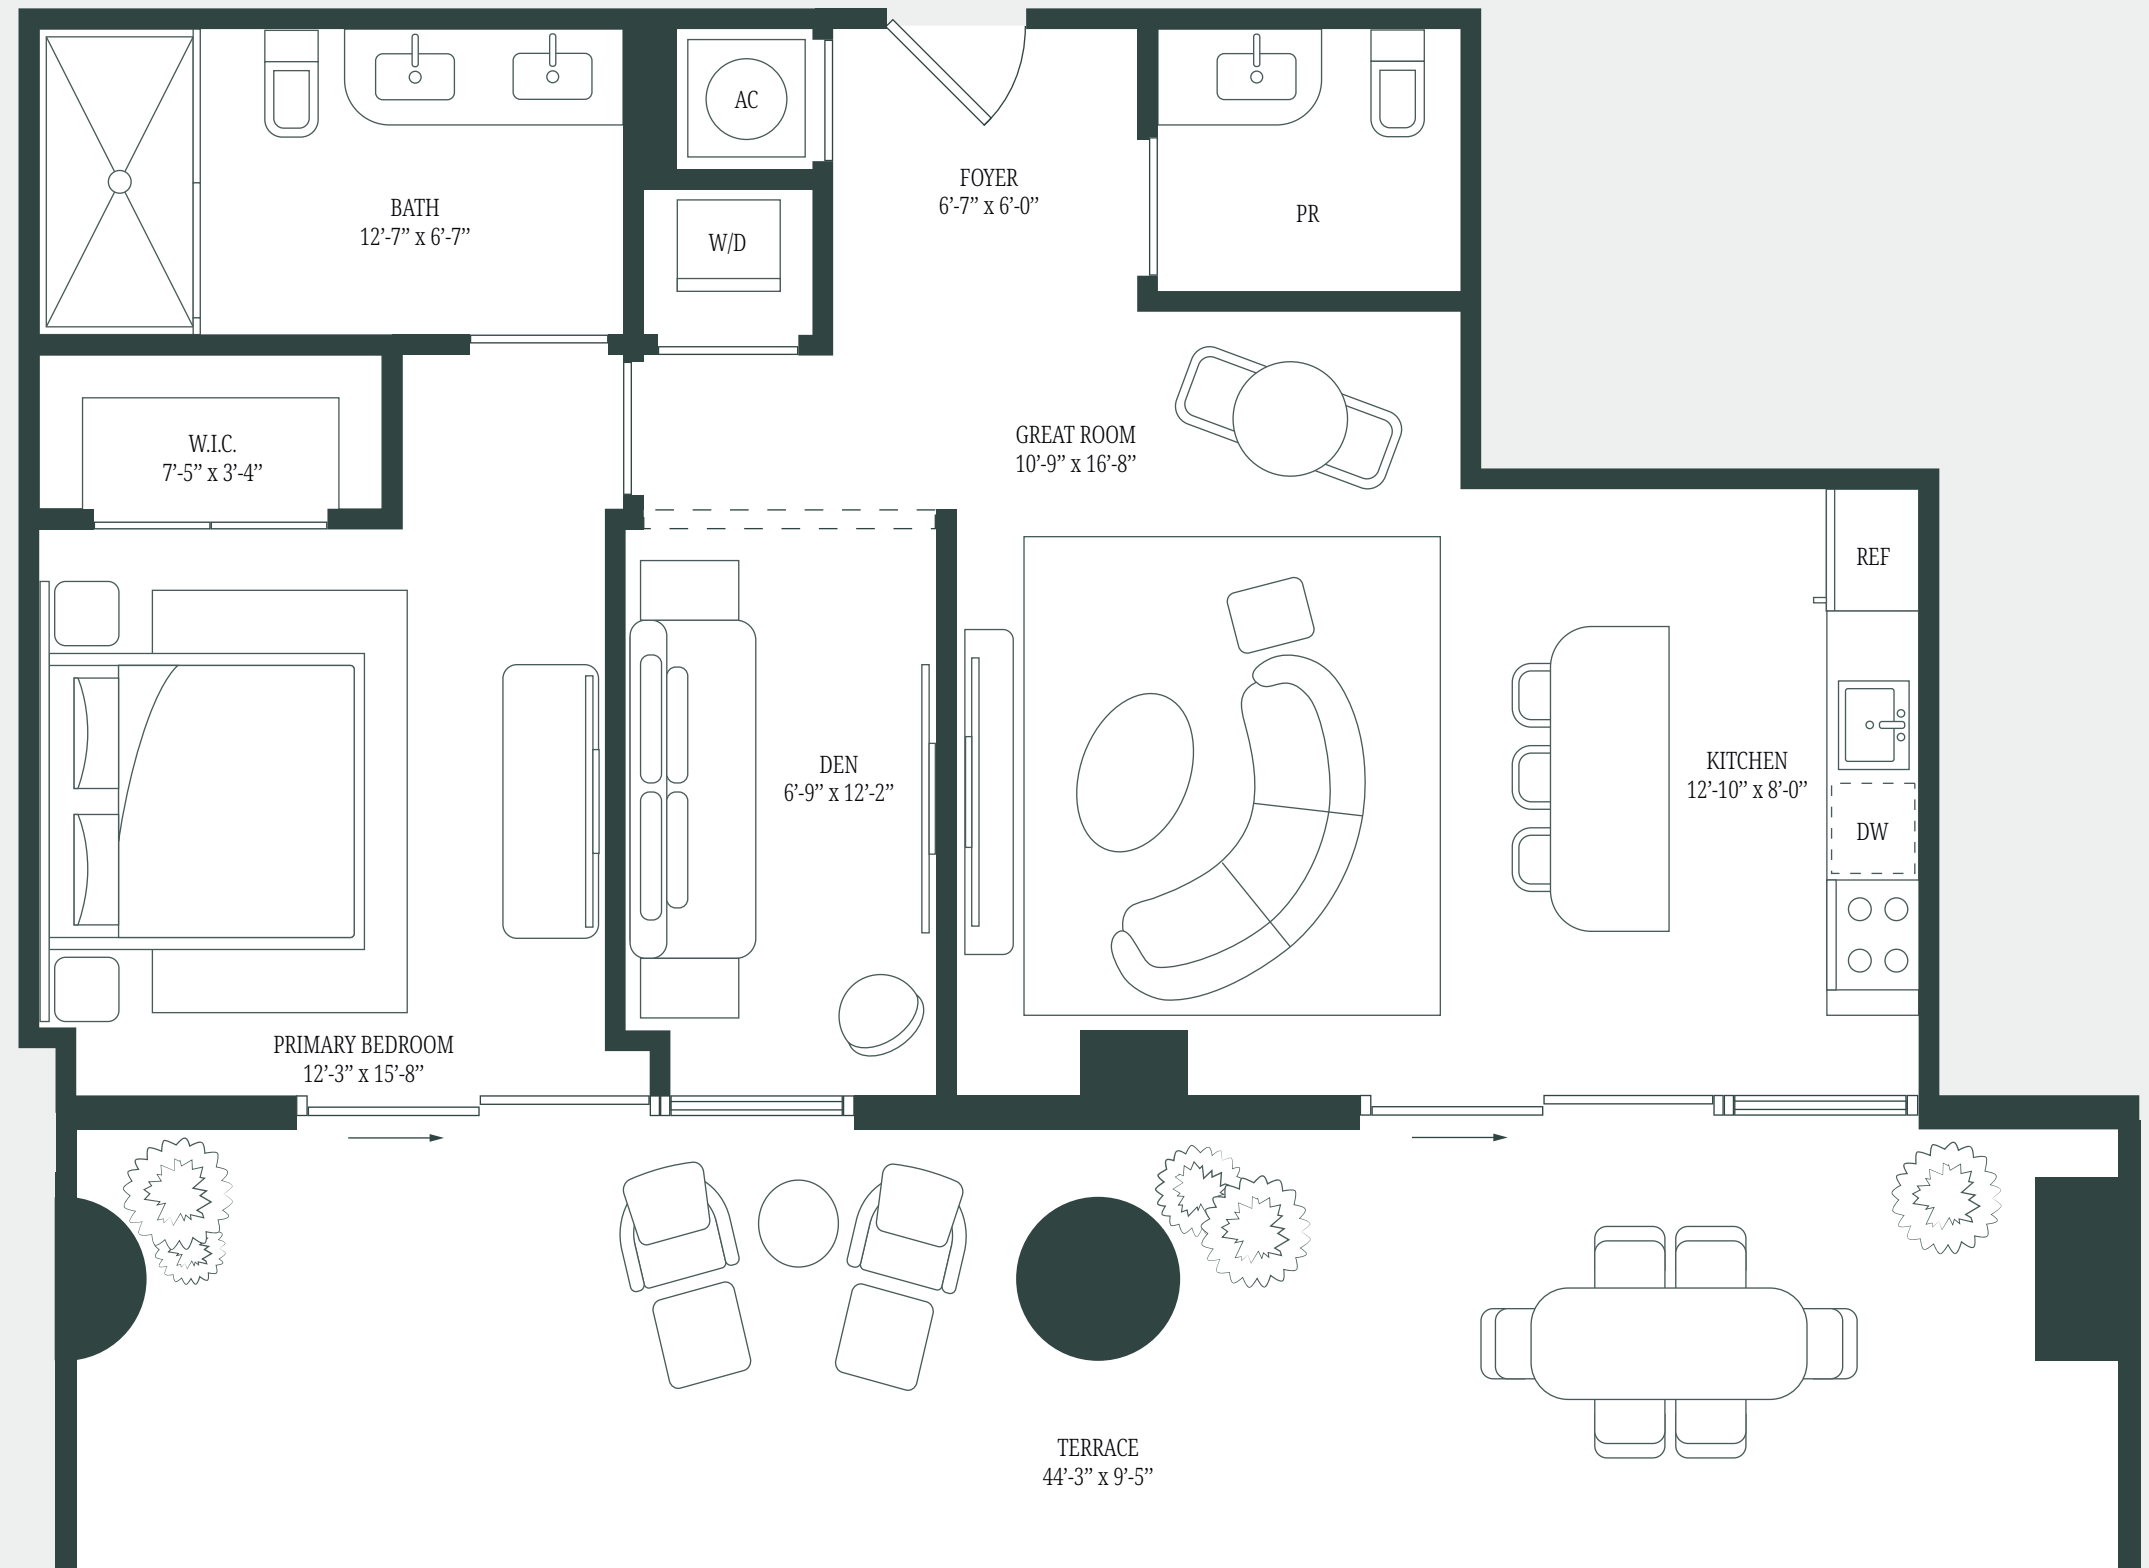 AC
BATH
12’-7” x 6’-7”
FOYER
6’-7” x 6’-0”
PR
W/D
W.I.C.
7’-5” x 3’-4”
GREAT ROOM
10’-9” x 16’-8”
REF
DEN
6’-9” x 12’-2”
KITCHEN
12’-10” x 8’-0”
DW
PRIMARY BEDROOM
12’-3” x 15’-8”
TERRACE
44’-3” x 9’-5”